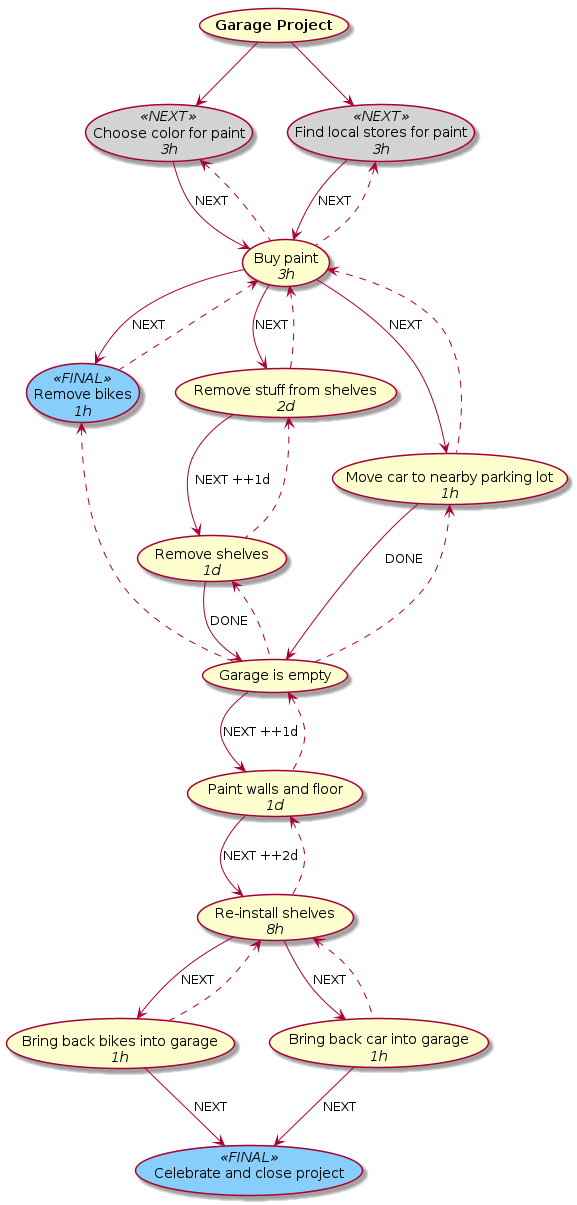 Garage Project
«NEXT»
Choose color for paint
3h
«NEXT»
Find local stores for paint
3h
NEXT
NEXT
Buy paint
3h
NEXT
NEXT
NEXT
«FINAL»
Remove bikes
1h
Remove stuff from shelves
2d
Move car to nearby parking lot
1h
NEXT ++1d
Remove shelves
1d
DONE
DONE
Garage is empty
NEXT ++1d
Paint walls and floor
1d
NEXT ++2d
Re-install shelves
8h
NEXT
NEXT
Bring back bikes into garage
1h
Bring back car into garage
1h
NEXT
NEXT
«FINAL»
Celebrate and close project